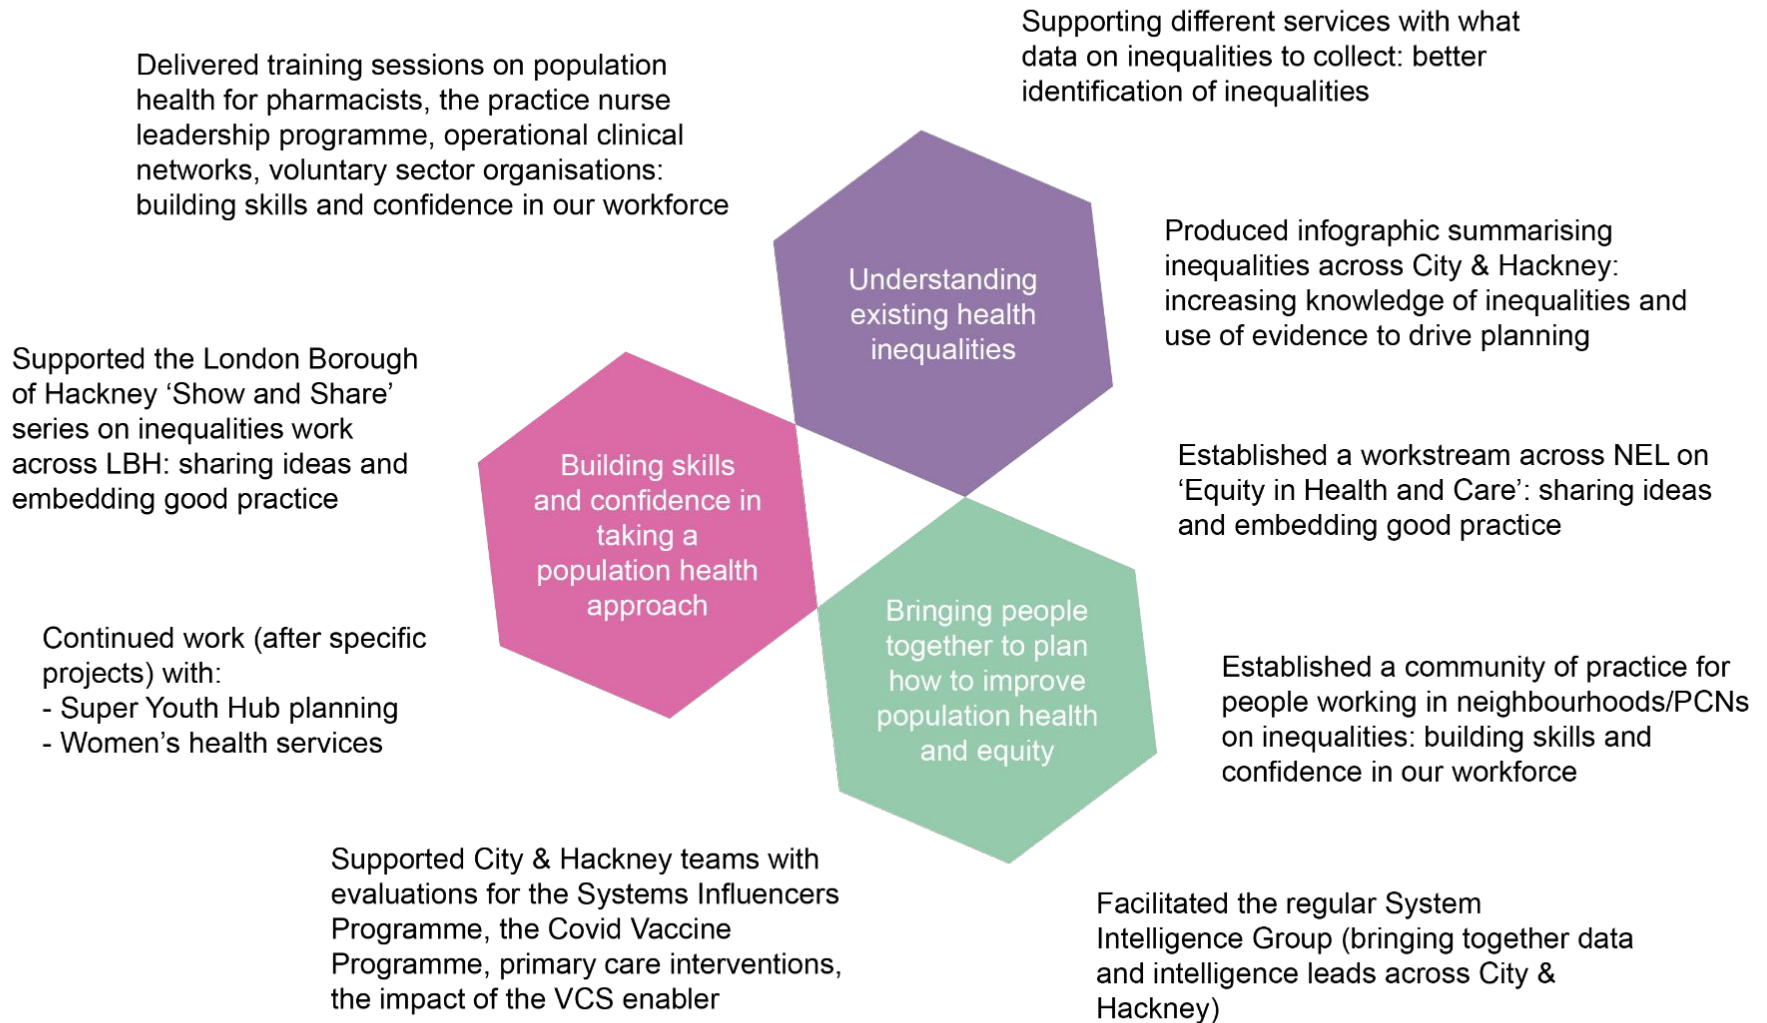 Supporting different services with what
data on inequalities to collect: better
identification of inequalities
Delivered training sessions on population
health for pharmacists, the practice nurse
leadership programme, operational clinical
networks, voluntary sector organisations:
building skills and confidence in our workforce
Produced infographic summarising
inequalities across City & Hackney:
increasing knowledge of inequalities and
use of evidence to drive planning
Understanding
existing health
inequalities
Supported the London Borough
of Hackney ‘Show and Share’
series on inequalities work
across LBH: sharing ideas and
embedding good practice
Building skills
and confidence in
taking a
population health
approach
Established a workstream across NEL on
‘Equity in Health and Care’: sharing ideas
and embedding good practice
Bringing people
together to plan
how to improve
population health
and equity
Continued work (after specific
projects) with:
- Super Youth Hub planning
- Women’s health services
Established a community of practice for
people working in neighbourhoods/PCNs
on inequalities: building skills and
confidence in our workforce
Supported City & Hackney teams with
evaluations for the Systems Influencers
Programme, the Covid Vaccine
Programme, primary care interventions,
the impact of the VCS enabler
Facilitated the regular System
Intelligence Group (bringing together data
and intelligence leads across City &
Hackney)